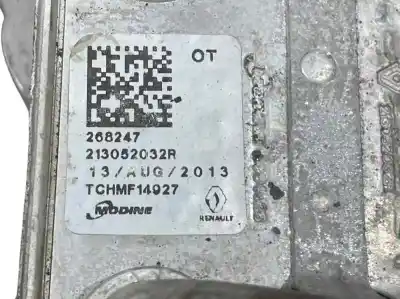 OT
268247
213052032R
13/AUG/2013
TCHMF14927
MODINE
RENAULT